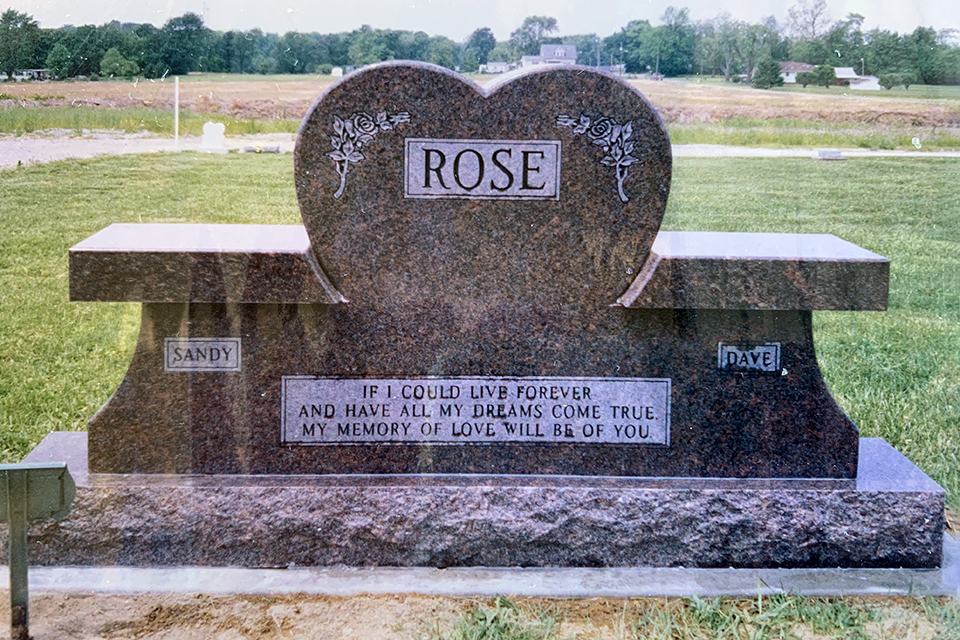 ROSE
SANDY
DAVE
IF I COULD LIVE FOREVER
AND HAVE ALL MY DREAMS COME TRUE.
MY MEMORY OF LOVE WILL BE OF YOU.